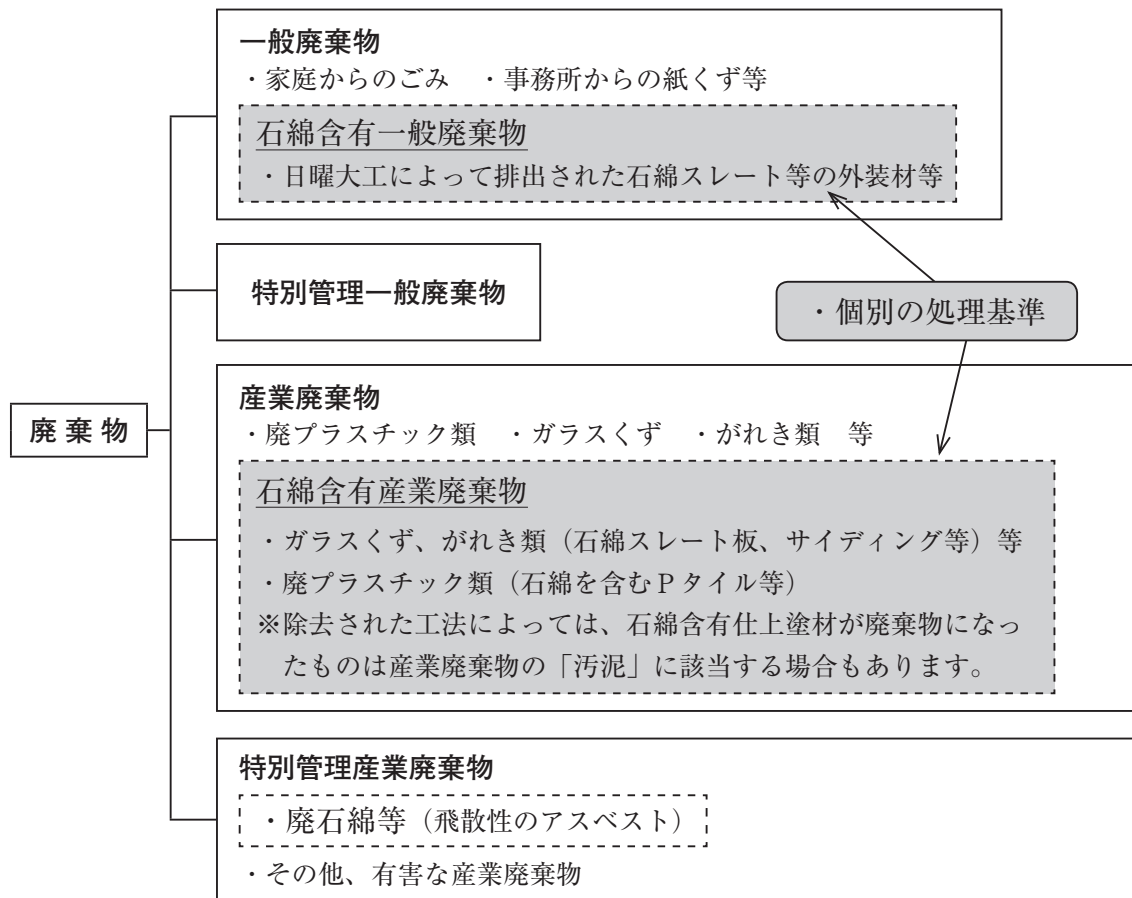 一般廃棄物
・家庭からのごみ　・事務所からの紙くず等
石綿含有一般廃棄物
・日曜大工によって排出された石綿スレート等の外装材等
特別管理一般廃棄物
・個別の処理基準
廃棄物
産業廃棄物
・廃プラスチック類　・ガラスくず　・がれき類　等
石綿含有産業廃棄物
・ガラスくず、がれき類（石綿スレート板、サイディング等）等
・廃プラスチック類（石綿を含むＰタイル等）
※除去された工法によっては、石綿含有仕上塗材が廃棄物になっ
たものは産業廃棄物の「汚泥」に該当する場合もあります。
特別管理産業廃棄物
・廃石綿等（飛散性のアスベスト）
・その他、有害な産業廃棄物